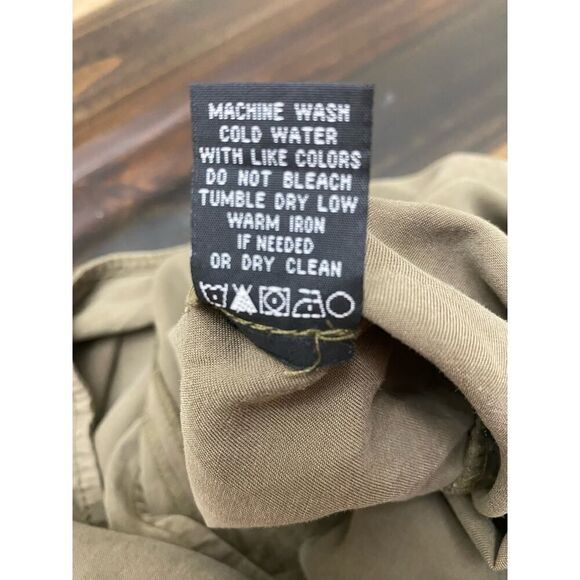 MACHINE WASH
COLD WATER
WITH LIKE COLORS
DO NOT BLEACH
TUMBLE DRY LOW
WARM IRON
IF NEEDED
OR DRY CLEAN